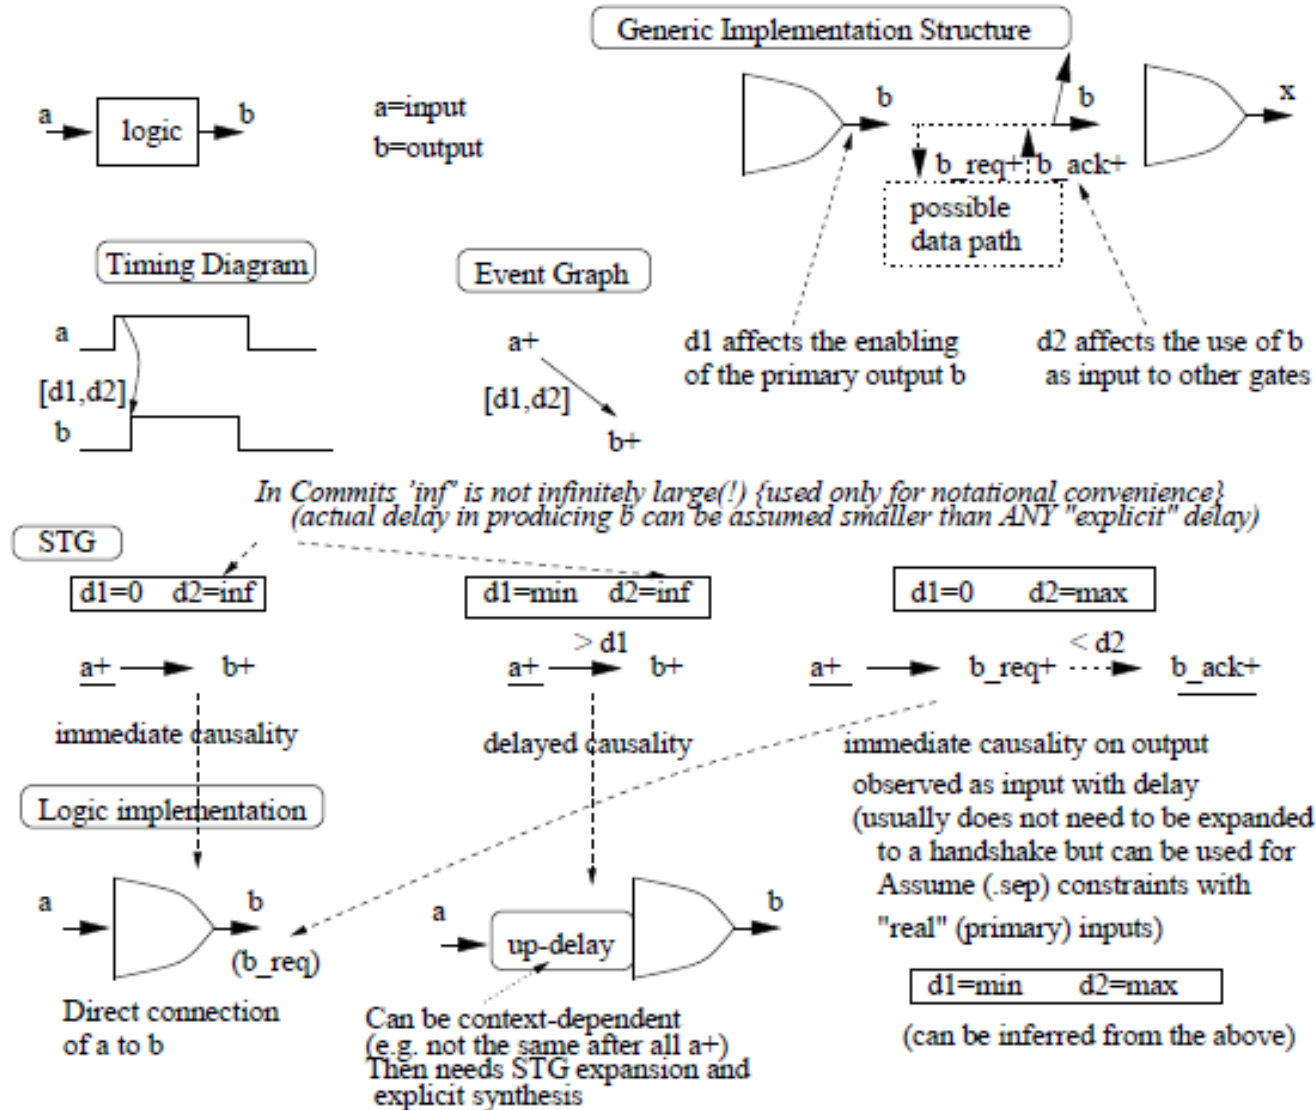 Generic Implementation Structure
a
logic
b
a=input
b=output
b
b
x
b_req+
b_ack+
possible
data path
Timing Diagram
Event Graph
a
[d1,d2]
b
a+
[d1,d2]
b+
d1 affects the enabling
of the primary output b
d2 affects the use of b
as input to other gates
In Commits 'inf' is not infinitely large(!) {used only for notational convenience}
(actual delay in producing b can be assumed smaller than ANY "explicit" delay)
STG
d1=0 d2=inf
d1=min d2=inf
d1=0 d2=max
a+ b+
> d1
a+ b+
< d2
a+ b_req+ b_ack+
immediate causality
delayed causality
immediate causality on output
observed as input with delay
(usually does not need to be expanded
to a handshake but can be used for
Assume (.sep) constraints with
"real" (primary) inputs)
Logic implementation
a
b
(b_req)
a
up-delay
b
Direct connection
of a to b
Can be context-dependent
(e.g. not the same after all a+)
Then needs STG expansion and
explicit synthesis
d1=min d2=max
(can be inferred from the above)